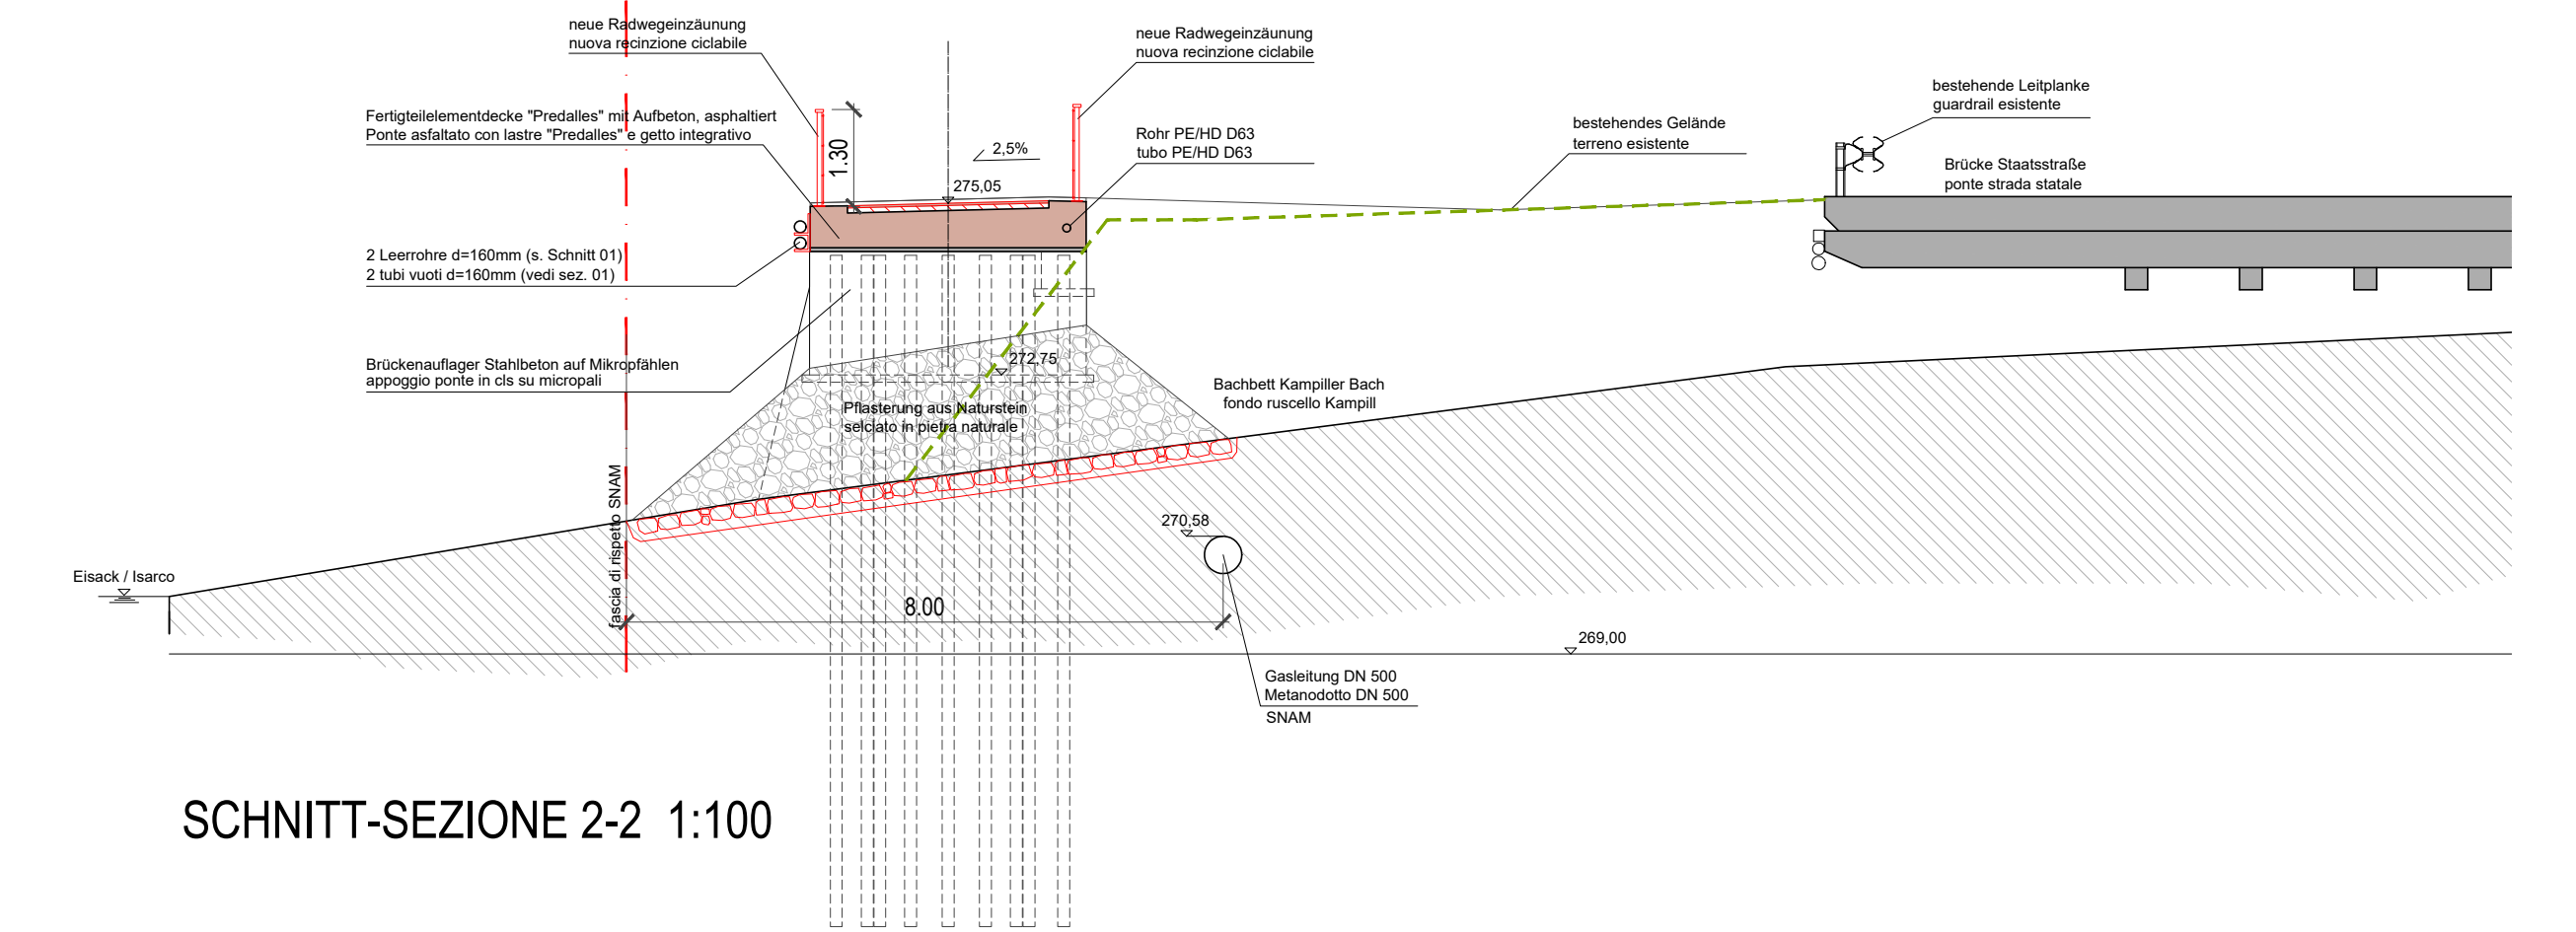 neue Radwegeinzäunung
nuova recinzione ciclabile
neue Radwegeinzäunung
nuova recinzione ciclabile
bestehende Leitplanke
guardrail esistente
Fertigteilelementdecke "Predalles" mit Aufbeton, asphaltiert
Ponte asfaltato con lastre "Predalles" e getto integrativo
1.30
2,5%
Rohr PE/HD D63
tubo PE/HD D63
bestehendes Gelände
terreno esistente
Brücke Staatsstraße
ponte strada statale
275,05
2 Leerrohre d=160mm (s. Schnitt 01)
2 tubi vuoti d=160mm (vedi sez. 01)
Brückenauflager Stahlbeton auf Mikropfählen
appoggio ponte in cls su micropali
272,75
Bachbett Kampiller Bach
fondo ruscello Kampill
Pflasterung aus Naturstein
selciato in pietra naturale
fascia di rispetto SNAM
270,58
Eisack / Isarco
8.00
269,00
Gasleitung DN 500
Metanodotto DN 500
SNAM
SCHNITT-SEZIONE 2-2 1:100